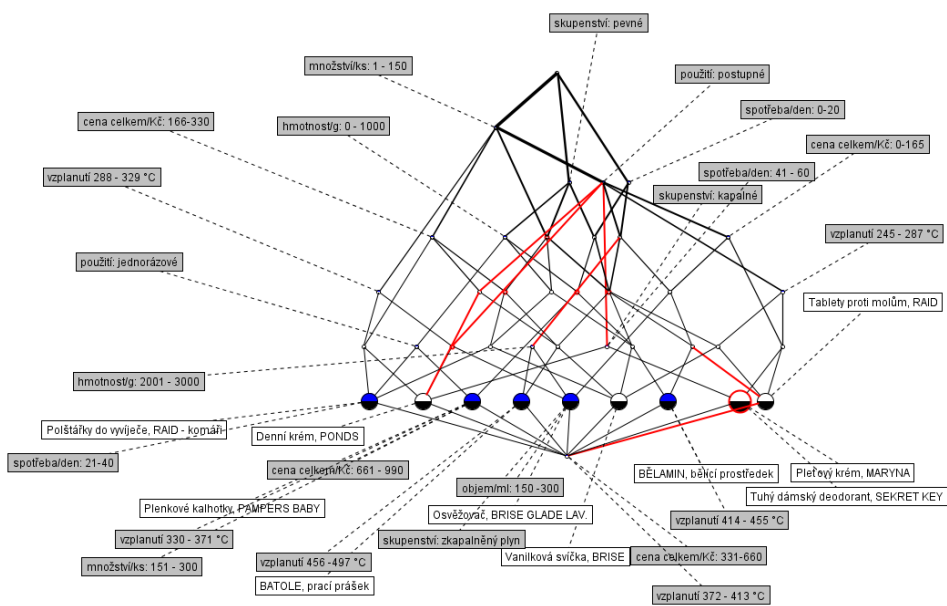 skupenství: pevné
množství/ks: 1 - 150
použití: postupné
cena celkem/Kč: 166-330
hmotnost/g: 0 - 1000
spotřeba/den: 0-20
cena celkem/Kč: 0-165
vzplanutí 288 - 329 °C
spotřeba/den: 41 - 60
skupenství: kapalné
vzplanutí 245 - 287 °C
použití: jednorázové
Tablety proti molům, RAID
hmotnost/g: 2001 - 3000
Polštářky do vyvíječe, RAID - komáři
Denní krém, PONDS
spotřeba/den: 21-40
cena celkem/Kč: 661 - 990
BĚLAMIN, bělící prostředek
Pleťový krém, MARYNA
objem/ml: 150 -300
Tuhý dámský deodorant, SEKRET KEY
Plenkové kalhotky, PAMPERS BABY
Osvěžovač, BRISE GLADE LAV.
vzplanutí 414 - 455 °C
vzplanutí 330 - 371 °C
skupenství: zkapalněný plyn
množství/ks: 151 - 300
vzplanutí 456 -497 °C
Vanilková svíčka, BRISE
cena celkem/Kč: 331-660
BATOLE, prací prášek
vzplanutí 372 - 413 °C